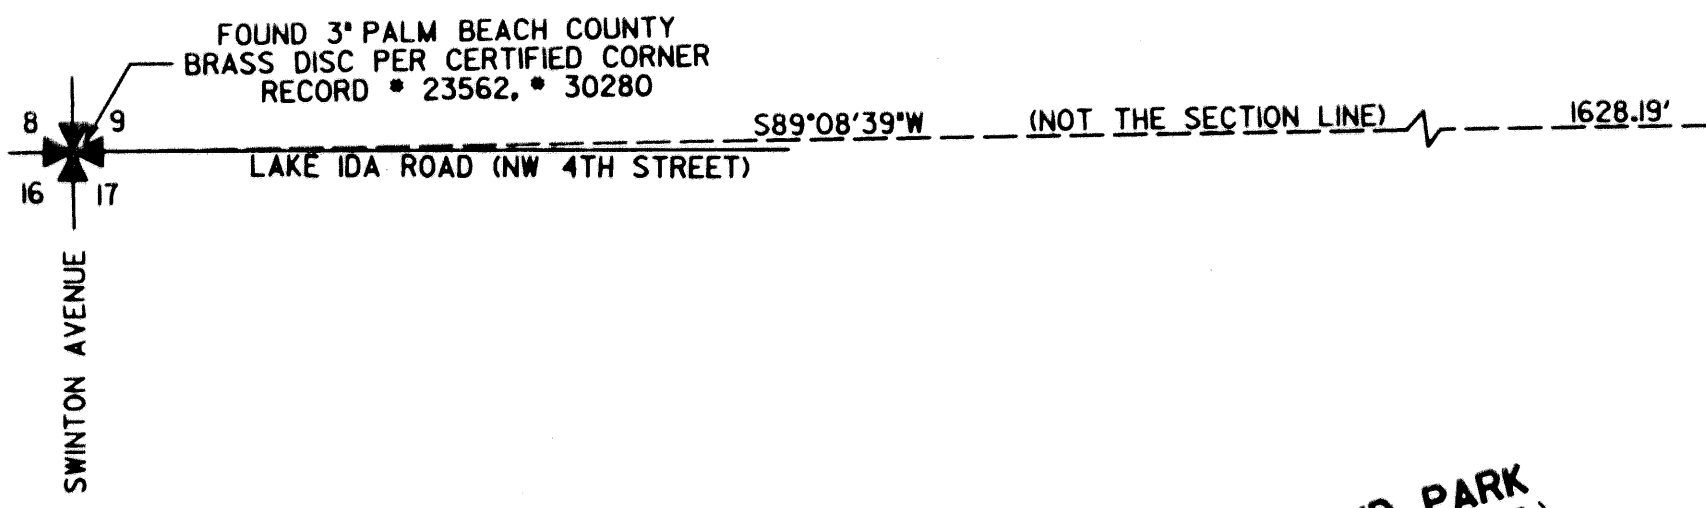 FOUND 3" PALM BEACH COUNTY
BRASS DISC PER CERTIFIED CORNER
RECORD # 23562, # 30280
8 9
16 17
S89°08'39"W (NOT THE SECTION LINE) 1628.19'
LAKE IDA ROAD (NW 4TH STREET)
SWINTON AVENUE
PARK